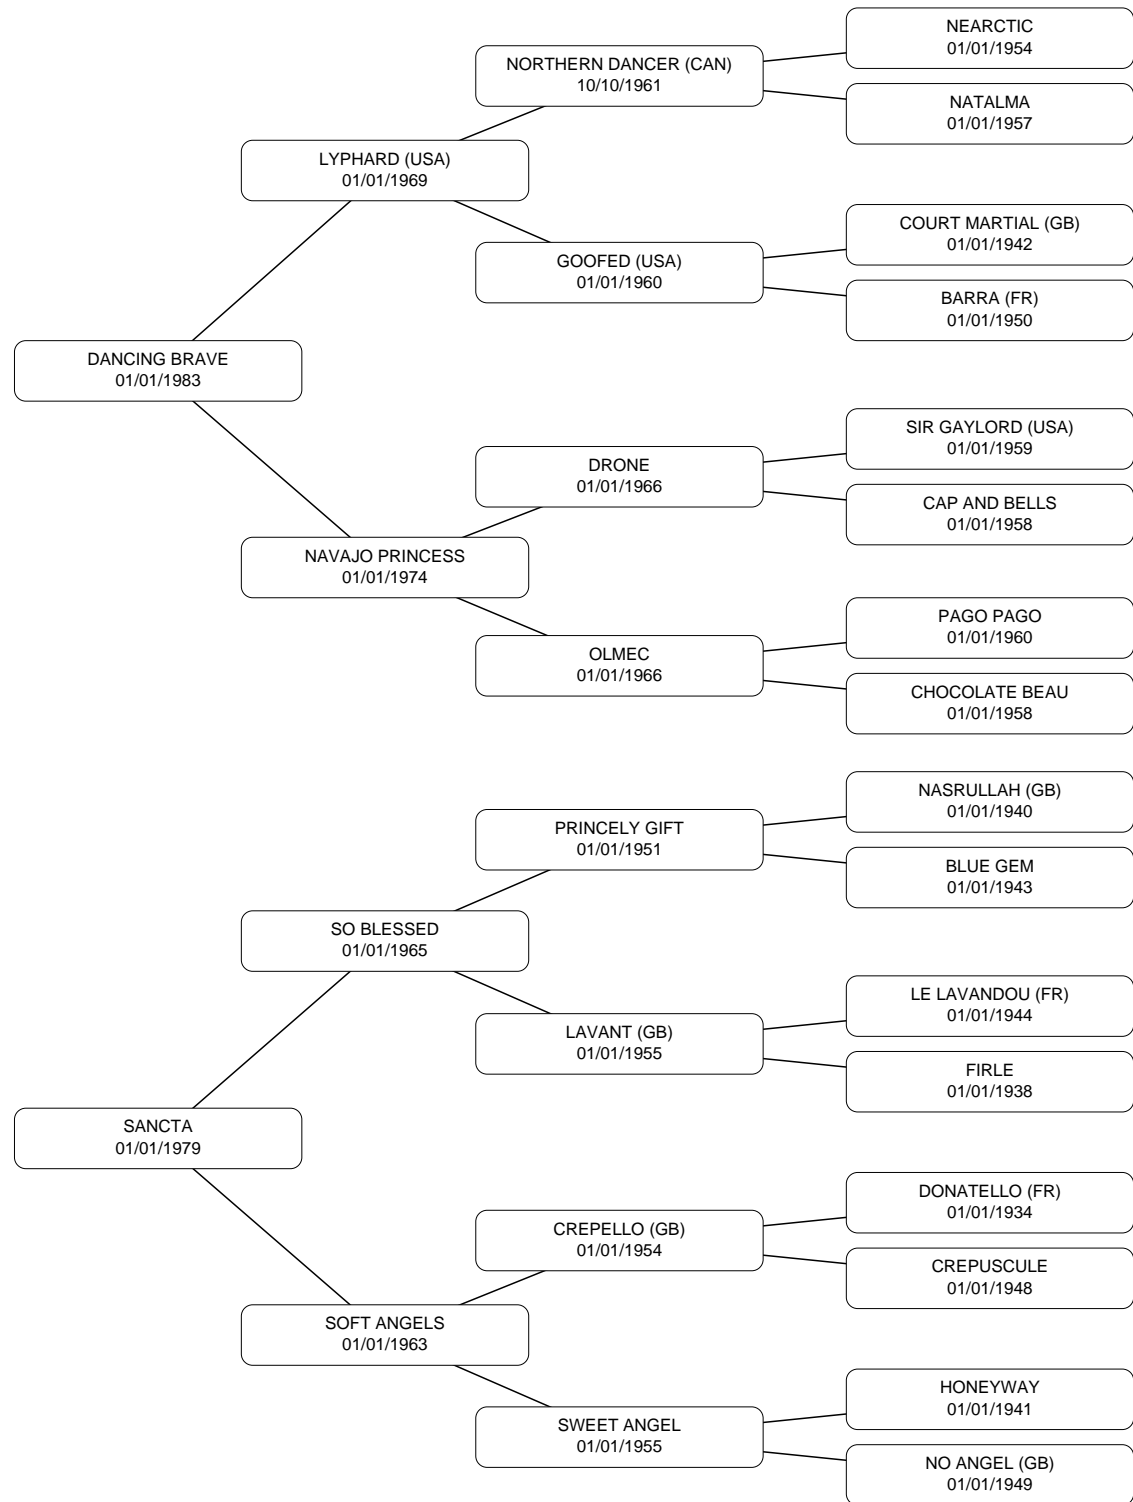 NEARCTIC
01/01/1954
NORTHERN DANCER (CAN)
10/10/1961
NATALMA
01/01/1957
LYPHARD (USA)
01/01/1969
COURT MARTIAL (GB)
01/01/1942
GOOFED (USA)
01/01/1960
BARRA (FR)
01/01/1950
DANCING BRAVE
01/01/1983
SIR GAYLORD (USA)
01/01/1959
DRONE
01/01/1966
CAP AND BELLS
01/01/1958
NAVAJO PRINCESS
01/01/1974
PAGO PAGO
01/01/1960
OLMEC
01/01/1966
CHOCOLATE BEAU
01/01/1958
NASRULLAH (GB)
01/01/1940
PRINCELY GIFT
01/01/1951
BLUE GEM
01/01/1943
SO BLESSED
01/01/1965
LE LAVANDOU (FR)
01/01/1944
LAVANT (GB)
01/01/1955
FIRLE
01/01/1938
SANCTA
01/01/1979
DONATELLO (FR)
01/01/1934
CREPELLO (GB)
01/01/1954
CREPUSCULE
01/01/1948
SOFT ANGELS
01/01/1963
HONEYWAY
01/01/1941
SWEET ANGEL
01/01/1955
NO ANGEL (GB)
01/01/1949